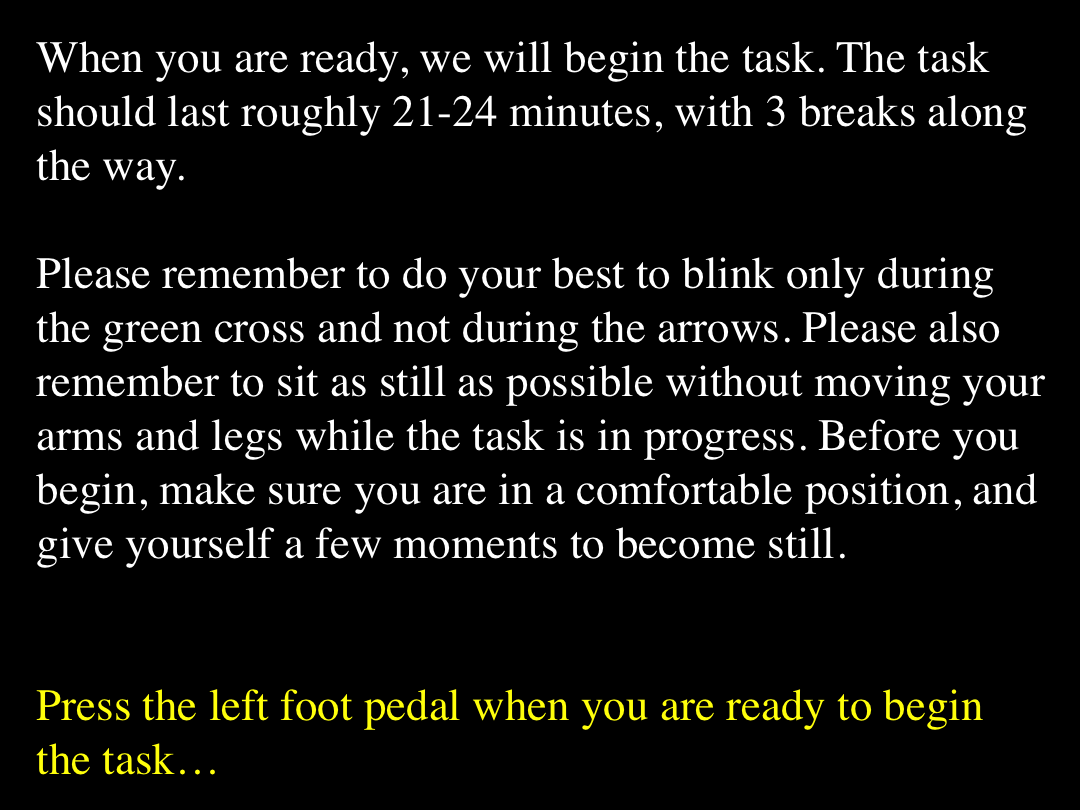 When you are ready, we will begin the task. The task
should last roughly 21-24 minutes, with 3 breaks along
the way.
Please remember to do your best to blink only during
the green cross and not during the arrows. Please also
remember to sit as still as possible without moving your
arms and legs while the task is in progress. Before you
begin, make sure you are in a comfortable position, and
give yourself a few moments to become still.
Press the left foot pedal when you are ready to begin
the task…